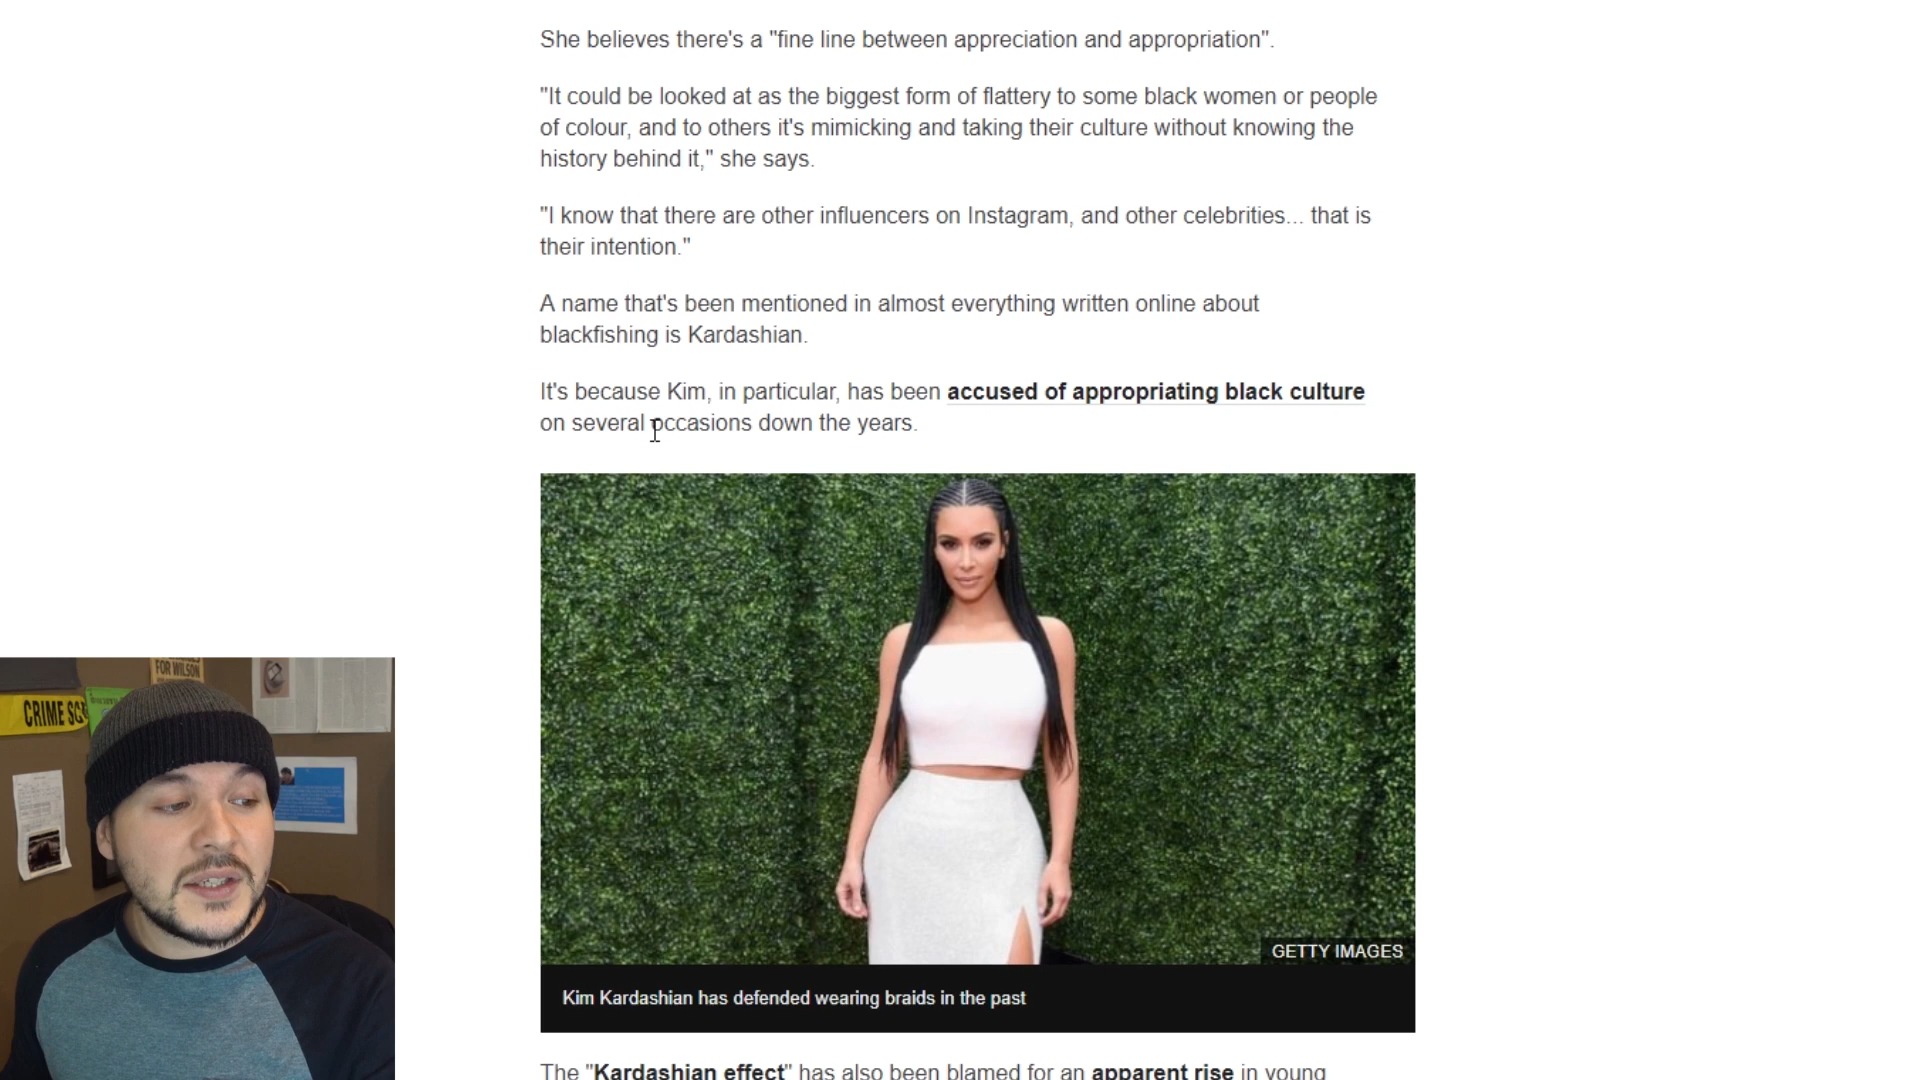 She believes there's a "fine line between appreciation and appropriation".
"It could be looked at as the biggest form of flattery to some black women or people
of colour, and to others it's mimicking and taking their culture without knowing the
history behind it," she says.
"I know that there are other influencers on Instagram, and other celebrities... that is
their intention."
A name that's been mentioned in almost everything written online about
blackfishing is Kardashian.
It's because Kim, in particular, has been accused of appropriating black culture
on several occasions down the years.
GETTY IMAGES
Kim Kardashian has defended wearing braids in the past
The "Kardashian effect" has also been blamed for an apparent rise in young
FOR WILSON
CRIME SC